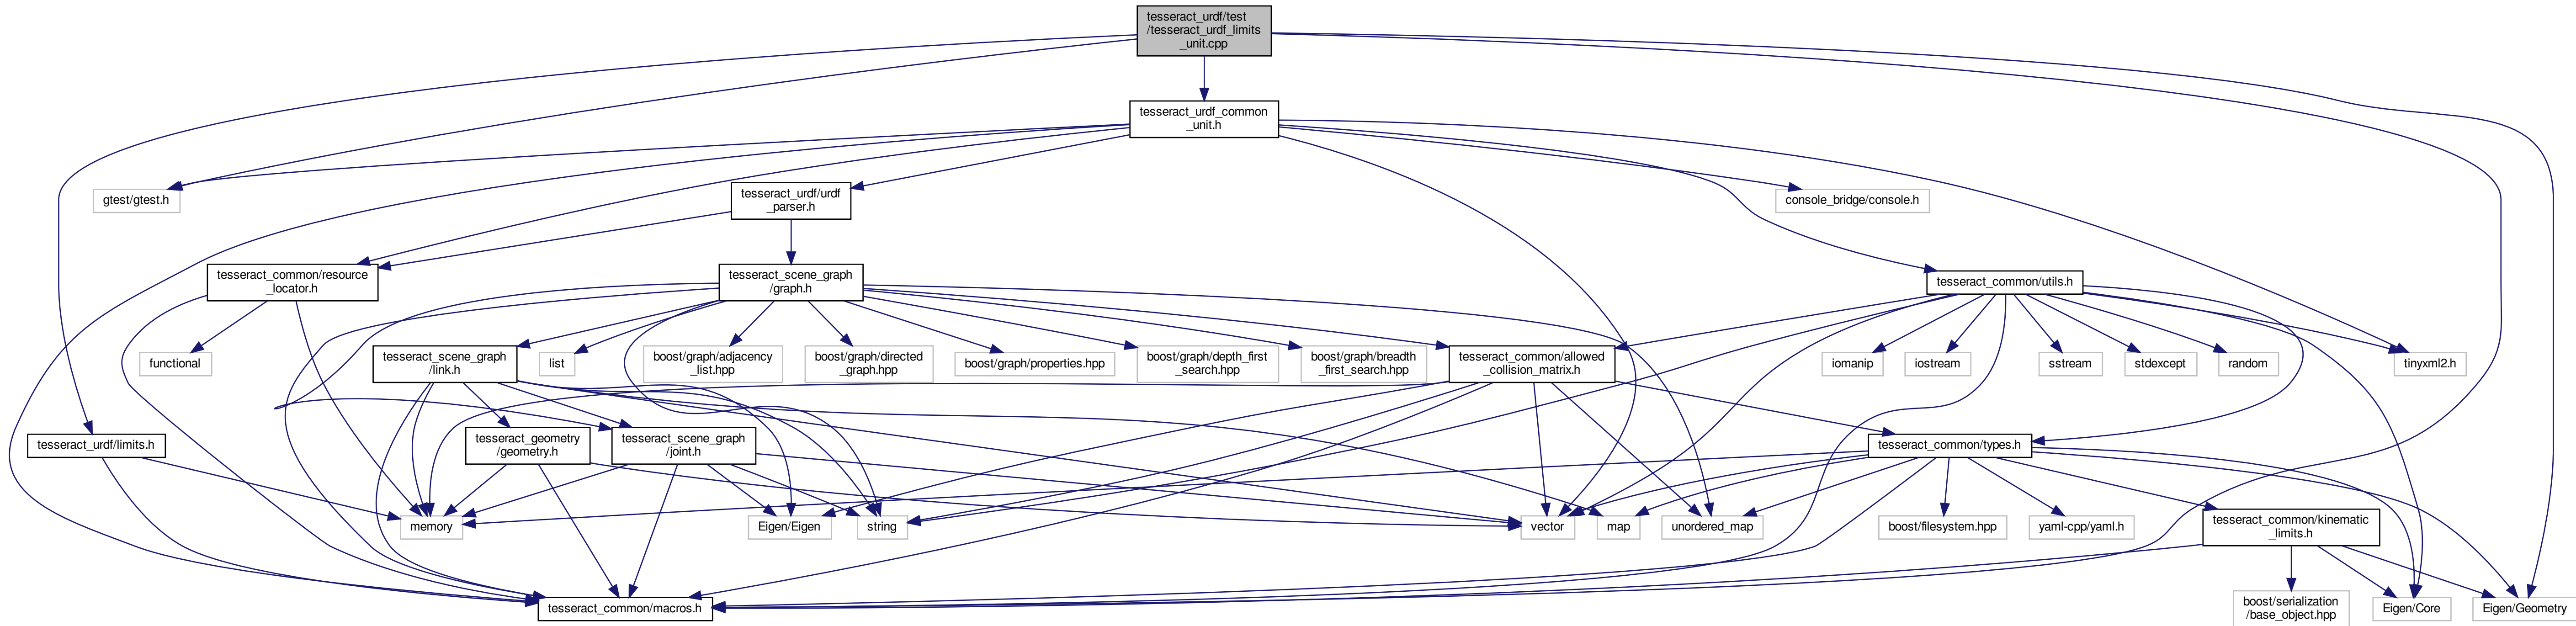 tesseract_urdf/test
/tesseract_urdf_limits
_unit.cpp
tesseract_urdf_common
_unit.h
gtest/gtest.h
tesseract_urdf/urdf
_parser.h
console_bridge/console.h
tesseract_common/resource
_locator.h
tesseract_scene_graph
/graph.h
tesseract_common/utils.h
functional
tesseract_scene_graph
/link.h
list
boost/graph/adjacency
_list.hpp
boost/graph/directed
_graph.hpp
boost/graph/properties.hpp
boost/graph/depth_first
_search.hpp
boost/graph/breadth
_first_search.hpp
tesseract_common/allowed
_collision_matrix.h
iomanip
iostream
sstream
stdexcept
random
tinyxml2.h
tesseract_urdf/limits.h
tesseract_geometry
/geometry.h
tesseract_scene_graph
/joint.h
tesseract_common/types.h
memory
Eigen/Eigen
string
vector
map
unordered_map
boost/filesystem.hpp
yaml-cpp/yaml.h
tesseract_common/kinematic
_limits.h
tesseract_common/macros.h
boost/serialization
/base_object.hpp
Eigen/Core
Eigen/Geometry